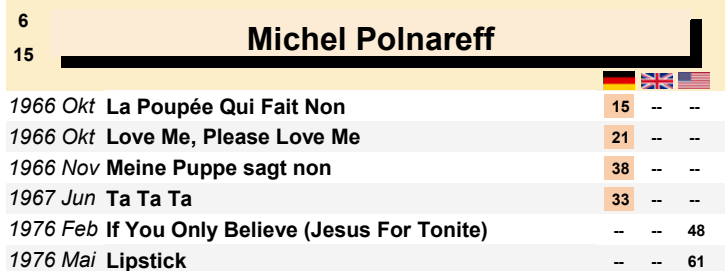 6
15
Michel Polnareff
1966 Okt La Poupée Qui Fait Non 15 -- --
1966 Okt Love Me, Please Love Me 21 -- --
1966 Nov Meine Puppe sagt non 38 -- --
1967 Jun Ta Ta Ta 33 -- --
1976 Feb If You Only Believe (Jesus For Tonite) -- -- 48
1976 Mai Lipstick -- -- 61